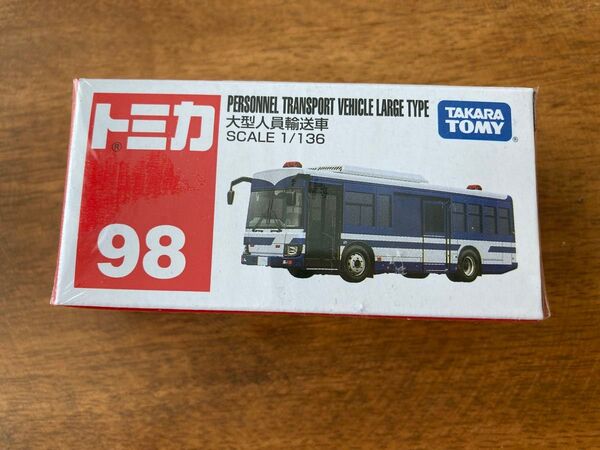 トミカ®
98
PERSONNEL TRANSPORT VEHICLE LARGE TYPE
大型人員輸送車
SCALE 1/136
TAKARA
TOMY®